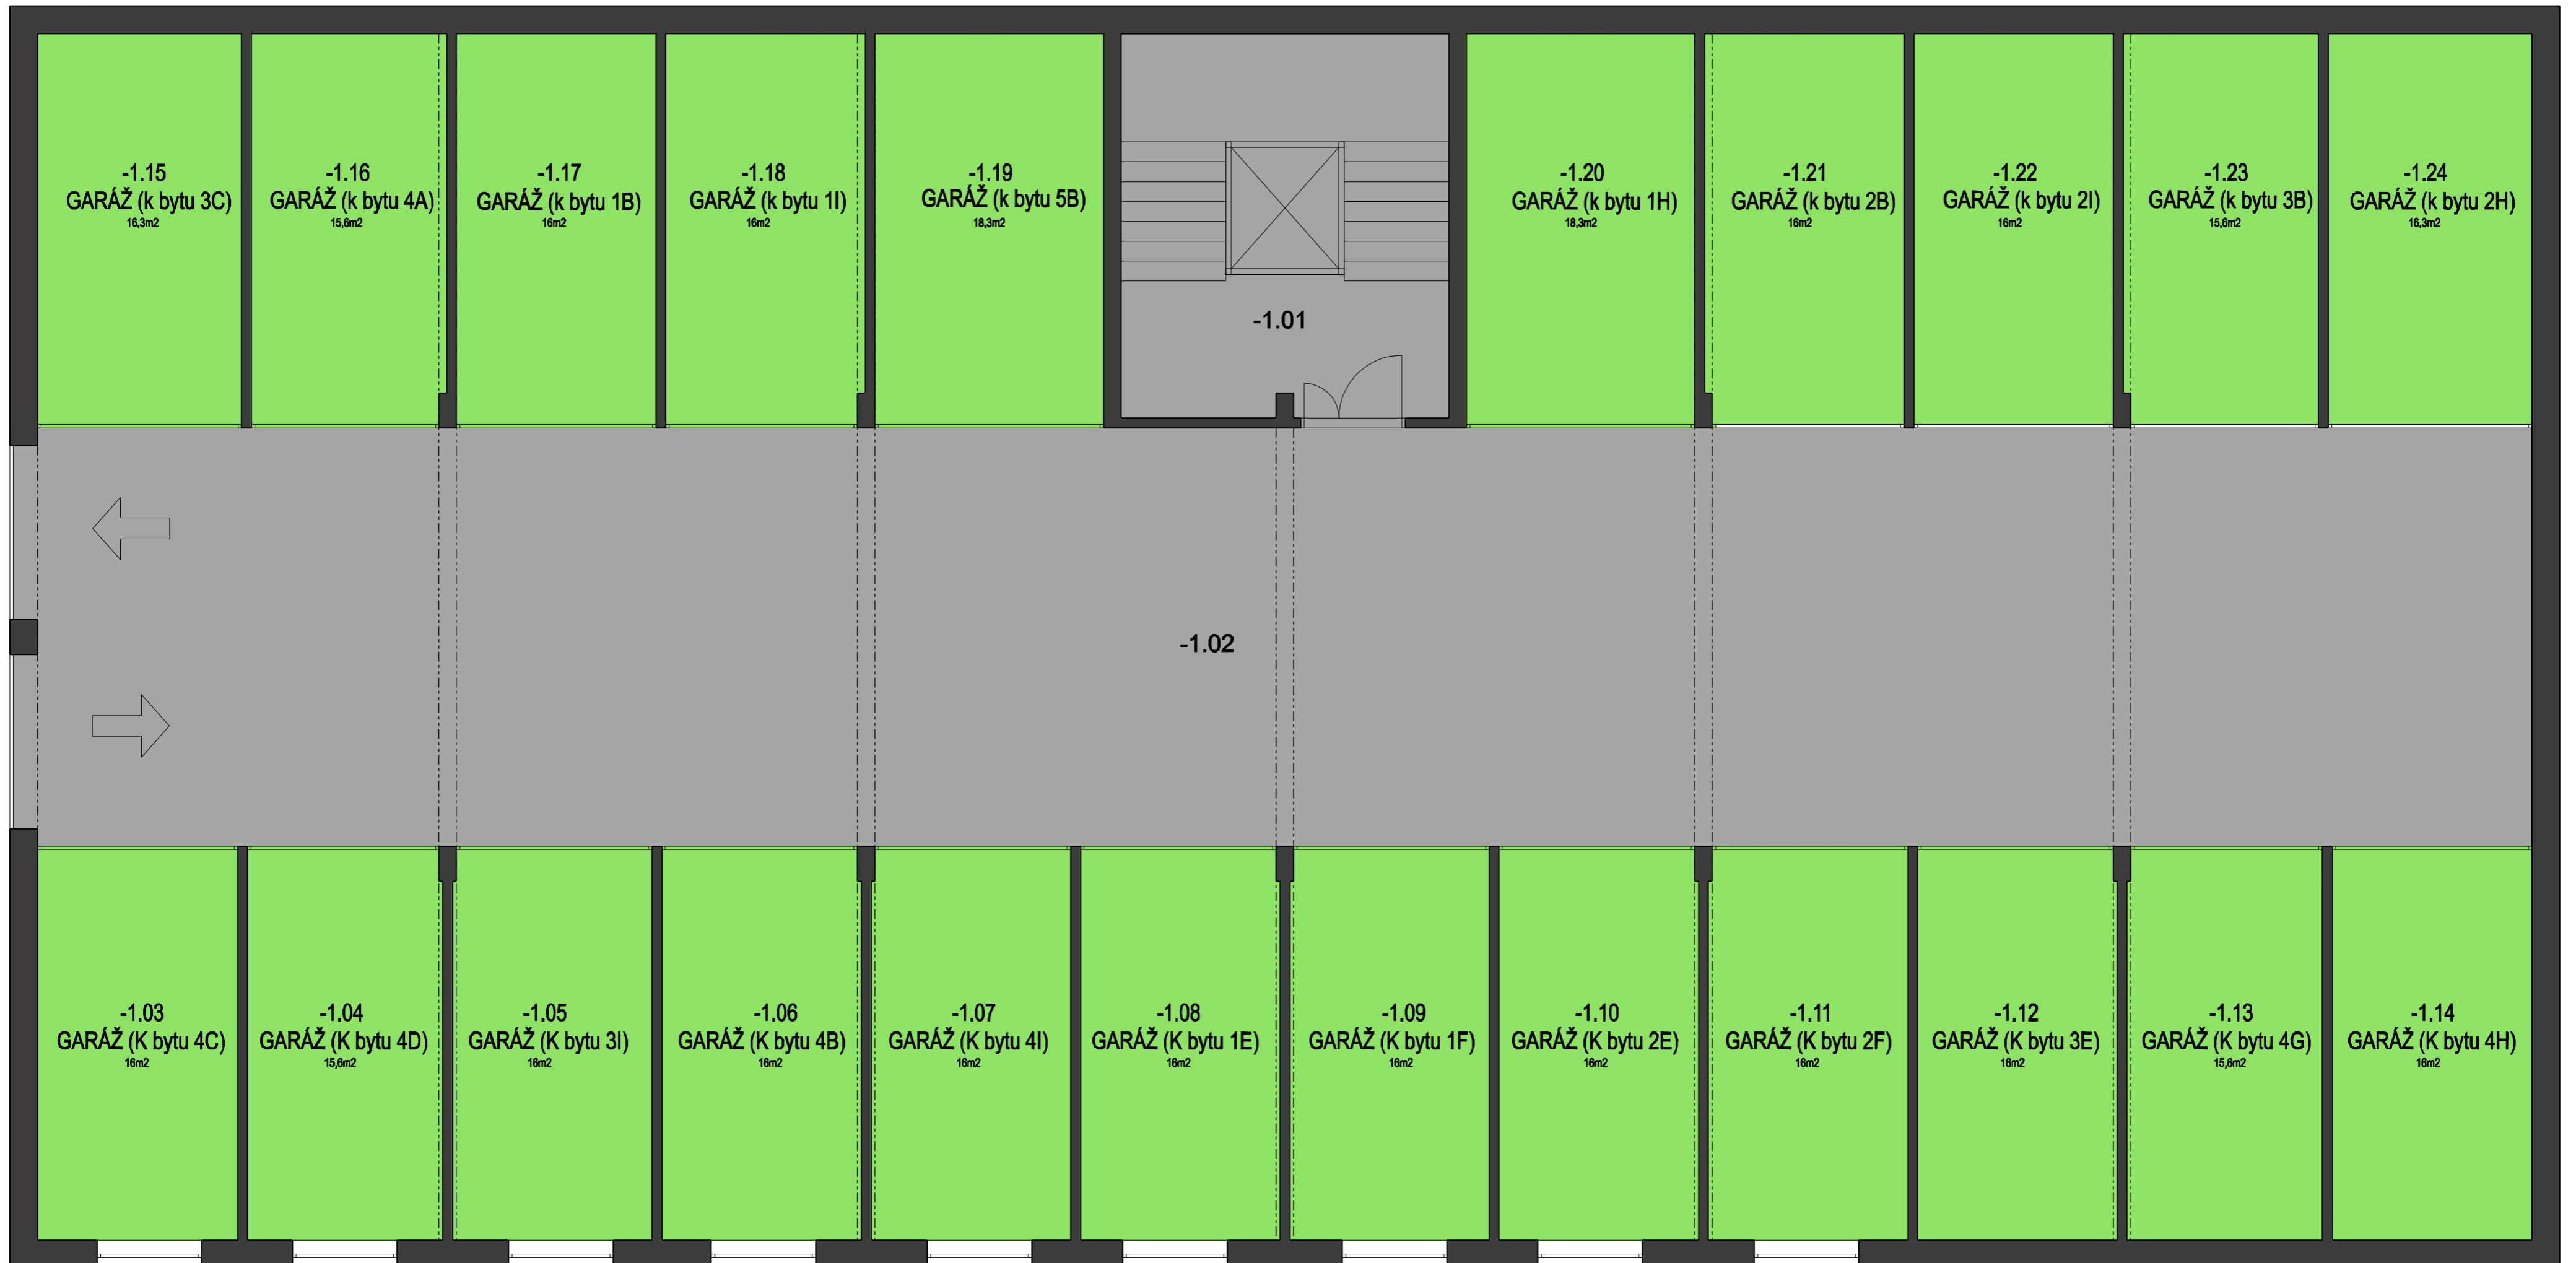 -1.15
GARÁŽ (k bytu 3C)
16,3m2
-1.16
GARÁŽ (k bytu 4A)
15,6m2
-1.17
GARÁŽ (k bytu 1B)
16m2
-1.18
GARÁŽ (k bytu 1I)
16m2
-1.19
GARÁŽ (k bytu 5B)
18,3m2
-1.20
GARÁŽ (k bytu 1H)
18,3m2
-1.21
GARÁŽ (k bytu 2B)
16m2
-1.22
GARÁŽ (k bytu 2I)
16m2
-1.23
GARÁŽ (k bytu 3B)
15,6m2
-1.24
GARÁŽ (k bytu 2H)
16,3m2
-1.01
-1.02
-1.03
GARÁŽ (K bytu 4C)
16m2
-1.04
GARÁŽ (K bytu 4D)
15,6m2
-1.05
GARÁŽ (K bytu 3I)
16m2
-1.06
GARÁŽ (K bytu 4B)
16m2
-1.07
GARÁŽ (K bytu 4I)
16m2
-1.08
GARÁŽ (K bytu 1E)
16m2
-1.09
GARÁŽ (K bytu 1F)
16m2
-1.10
GARÁŽ (K bytu 2E)
16m2
-1.11
GARÁŽ (K bytu 2F)
16m2
-1.12
GARÁŽ (K bytu 3E)
16m2
-1.13
GARÁŽ (K bytu 4G)
15,6m2
-1.14
GARÁŽ (K bytu 4H)
16m2